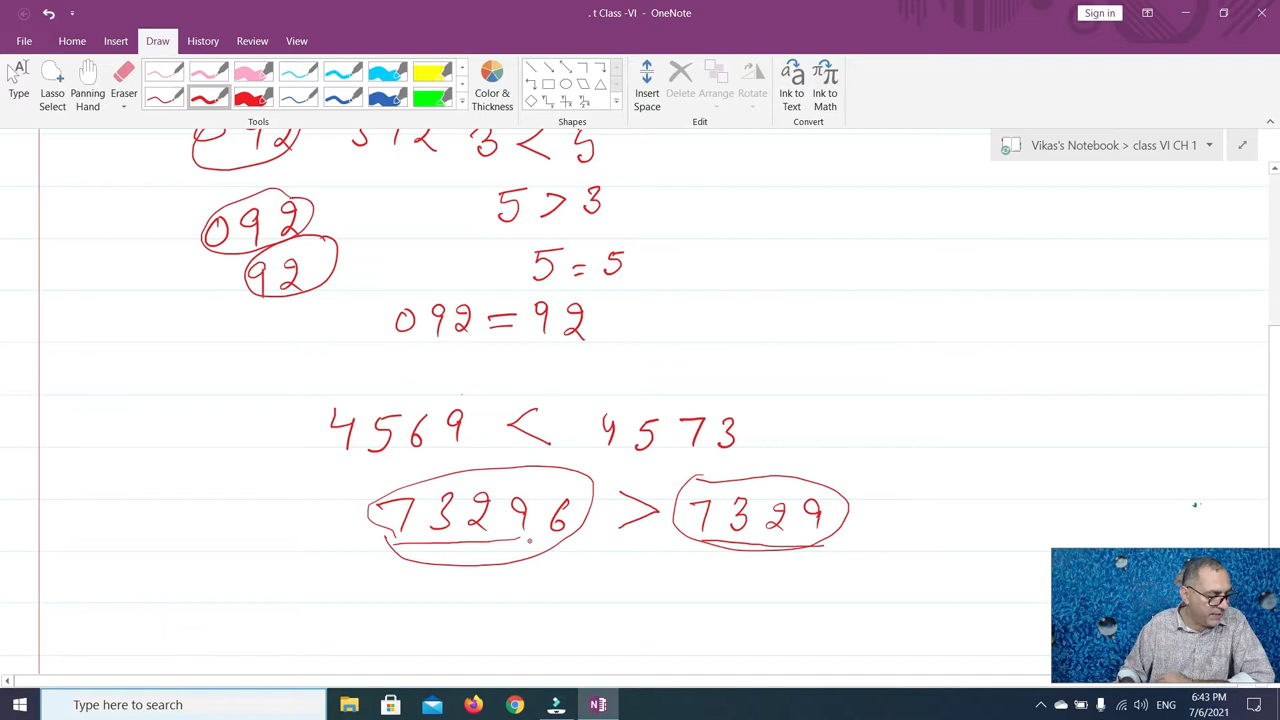 . t Class -VI - OneNote
Sign in
File Home Insert Draw History Review View
Type
Lasso Select
Panning Hand
Eraser
Color & Thickness
Insert Space
Delete
Arrange
Rotate
Ink to Text
Ink to Math
Tools
Shapes
Edit
Convert
Vikas's Notebook > class VI CH 1
092 3 < 5
092 5 > 3
92 5 = 5
092 = 92
4569 < 4573
73296 > 7329
Type here to search
ENG
6:43 PM
7/6/2021